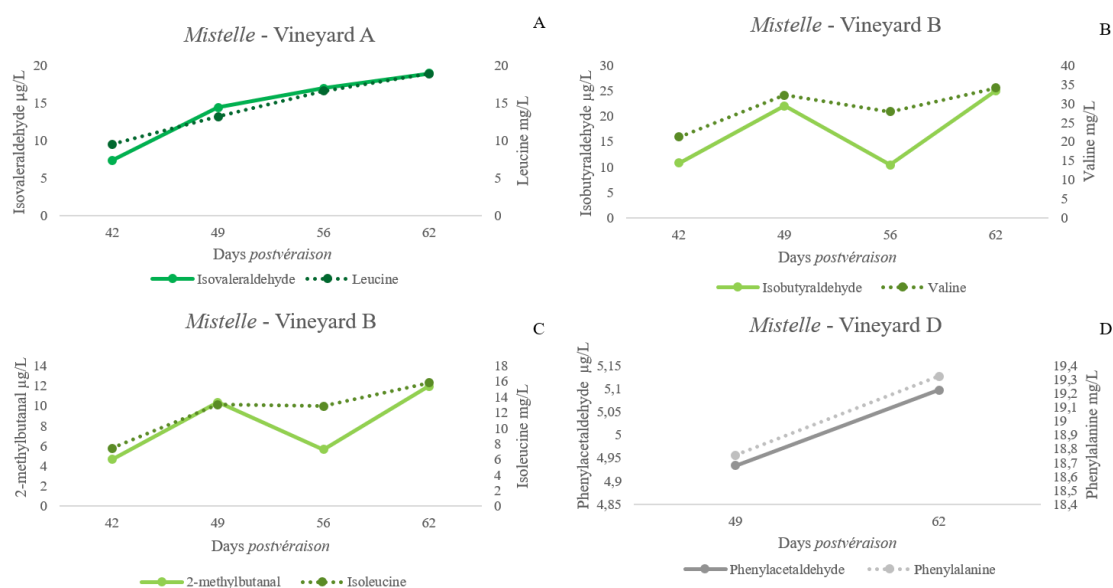 Mistelle - Vineyard A
A
Isovaleraldehyde µg/L
20
15
10
5
0
20
15
10
5
0
Leucine mg/L
42 49 56 62
Days postvéraison
Isovaleraldehyde Leucine
Mistelle - Vineyard B
B
Isobutyraldehyde µg/L
30
25
20
15
10
5
0
40
35
30
25
20
15
10
5
0
Valine mg/L
42 49 56 62
Days postvéraison
Isobutyraldehyde Valine
Mistelle - Vineyard B
C
2-methylbutanal µg/L
14
12
10
8
6
4
2
0
18
16
14
12
10
8
6
4
2
0
Isoleucine mg/L
42 49 56 62
Days postvéraison
2-methylbutanal Isoleucine
Mistelle - Vineyard D
D
Phenylacetaldehyde µg/L
5,15
5,1
5,05
5
4,95
4,9
4,85
19,4
19,3
19,2
19,1
19
18,9
18,8
18,7
18,6
18,5
18,4
Phenylalanine mg/L
49 62
Days postvéraison
Phenylacetaldehyde Phenylalanine